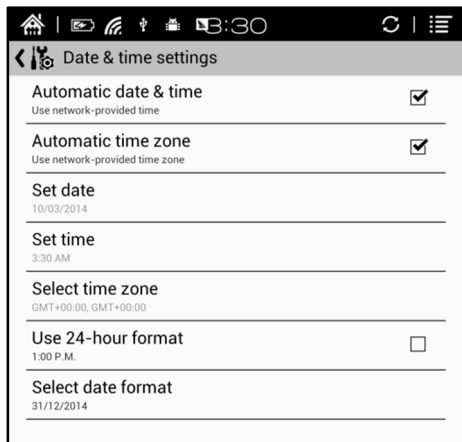 3:30
Date & time settings
Automatic date & time
Use network-provided time
Automatic time zone
Use network-provided time zone
Set date
10/03/2014
Set time
3:30 AM
Select time zone
GMT+00:00, GMT+00:00
Use 24-hour format
1:00 P.M.
Select date format
31/12/2014